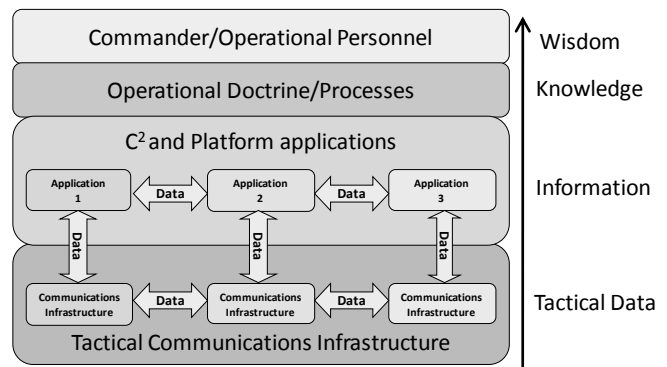 Commander/Operational Personnel
Wisdom
Operational Doctrine/Processes
Knowledge
C² and Platform applications
Application
1
Data
Application
2
Data
Application
3
Information
Data
Data
Data
Communications
Infrastructure
Data
Communications
Infrastructure
Data
Communications
Infrastructure
Tactical Data
Tactical Communications Infrastructure